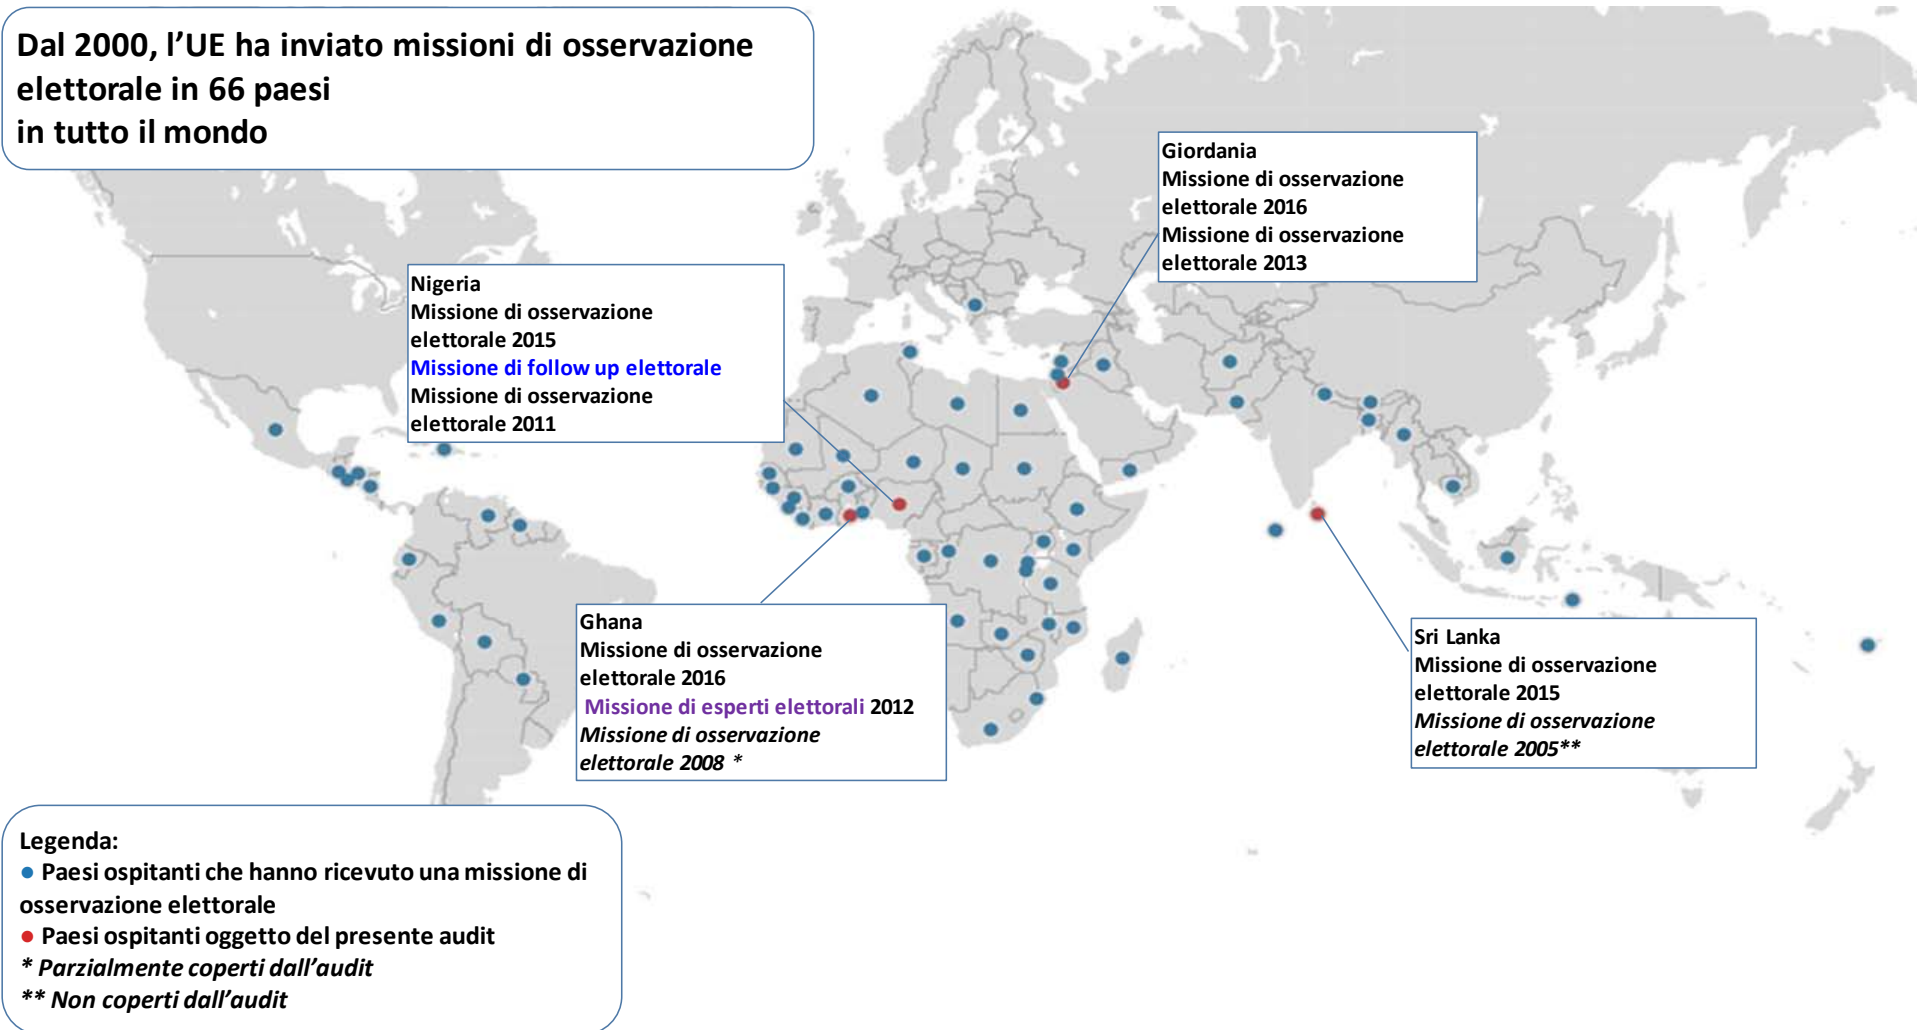 Dal 2000, l'UE ha inviato missioni di osservazione
elettorale in 66 paesi
in tutto il mondo
Giordania
Missione di osservazione
elettorale 2016
Missione di osservazione
elettorale 2013
Nigeria
Missione di osservazione
elettorale 2015
Missione di follow up elettorale
Missione di osservazione
elettorale 2011
Ghana
Missione di osservazione
elettorale 2016
Missione di esperti elettorali 2012
Missione di osservazione
elettorale 2008 *
Sri Lanka
Missione di osservazione
elettorale 2015
Missione di osservazione
elettorale 2005**
Legenda:
● Paesi ospitanti che hanno ricevuto una missione di
osservazione elettorale
● Paesi ospitanti oggetto del presente audit
* Parzialmente coperti dall'audit
** Non coperti dall'audit